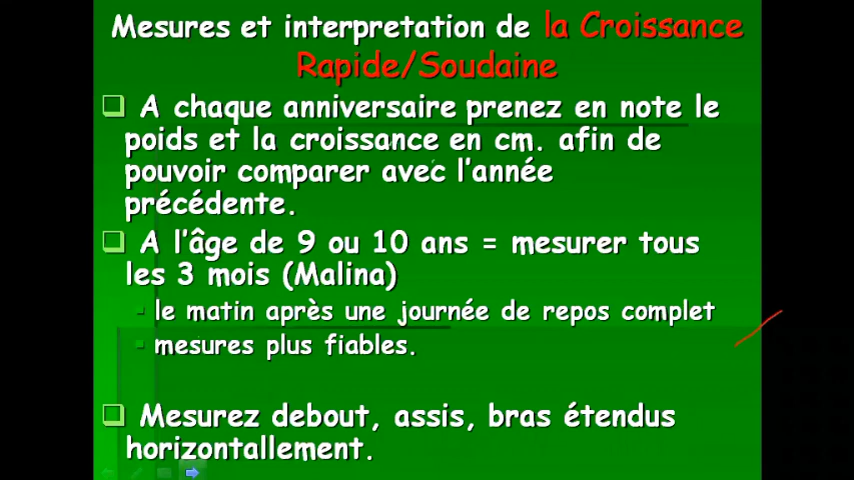 Mesures et interpretation de la Croissance
Rapide/Soudaine
A chaque anniversaire prenez en note le
poids et la croissance en cm. afin de
pouvoir comparer avec l'année
précédente.
A l'âge de 9 ou 10 ans = mesurer tous
les 3 mois (Malina)
le matin après une journée de repos complet
mesures plus fiables.
Mesurez debout, assis, bras étendus
horizontallement.